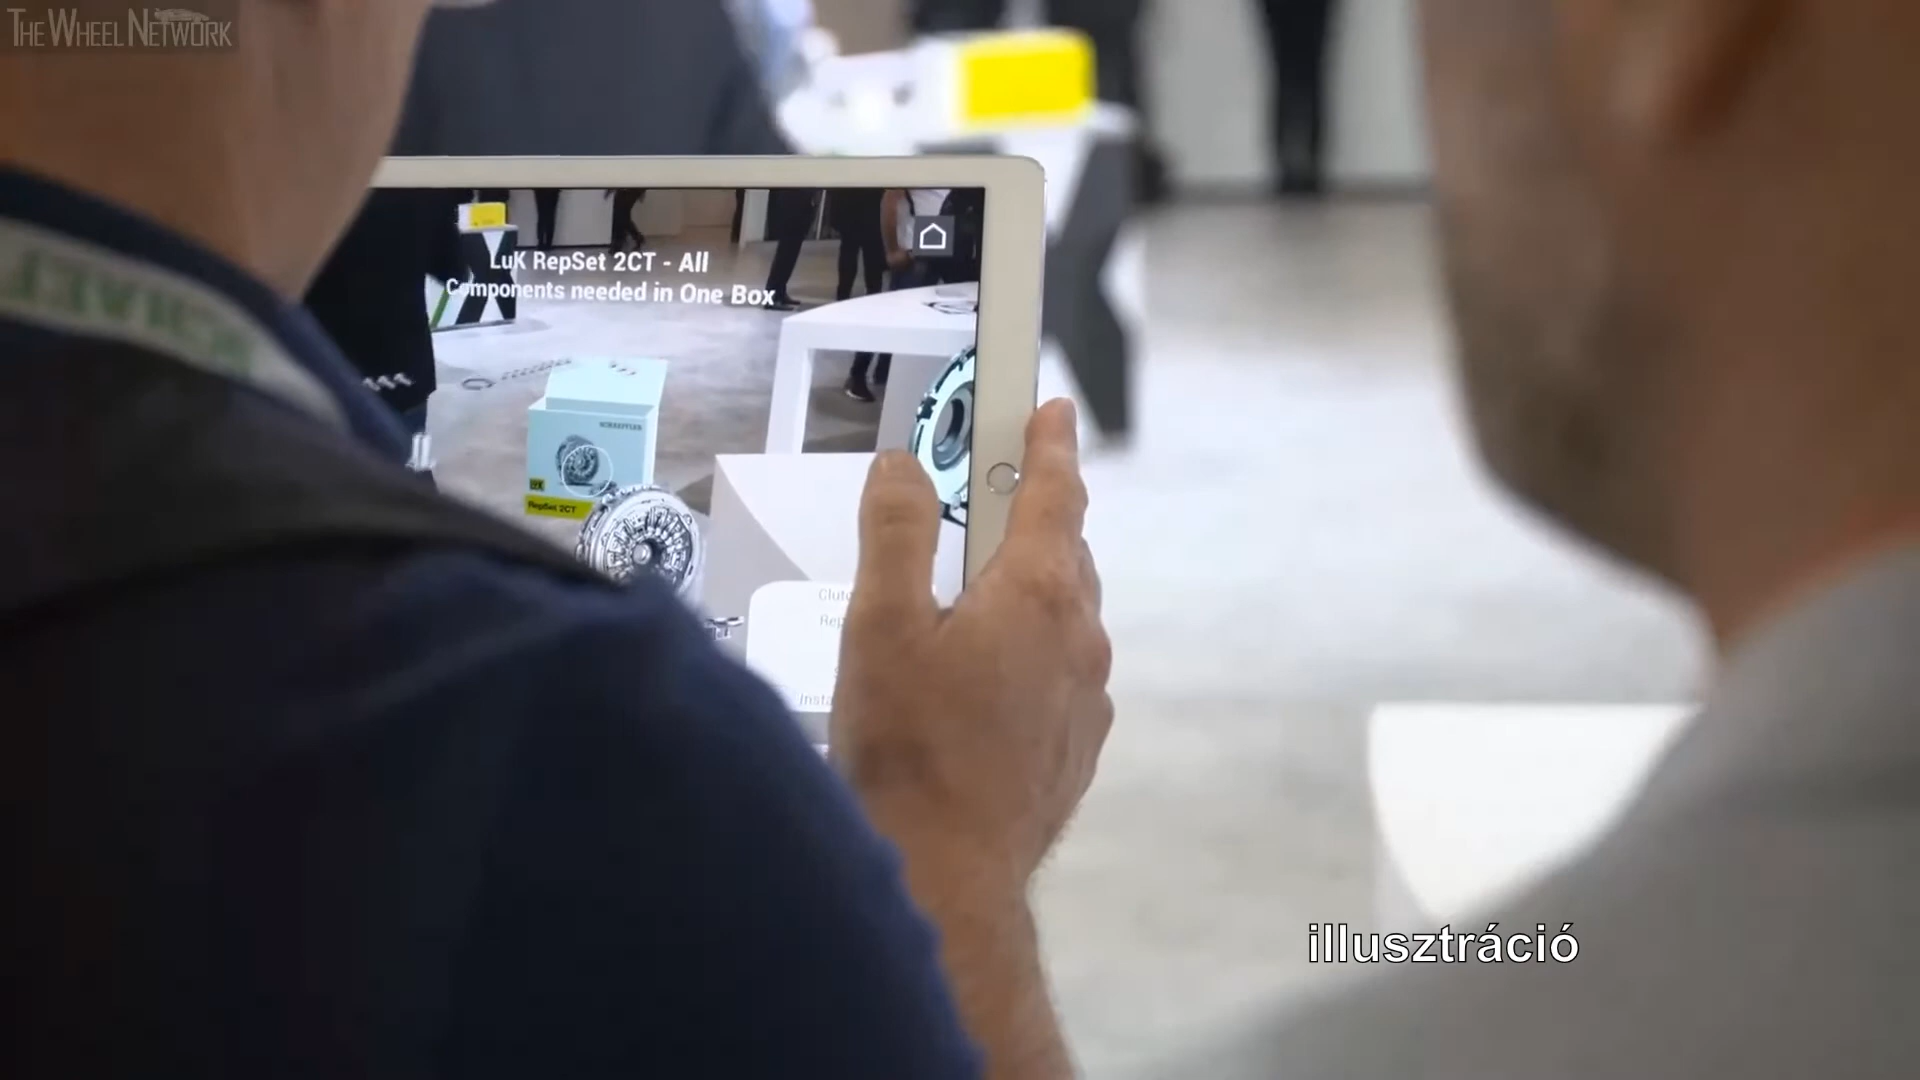 THE WHEEL NETWORK
LuK RepSet 2CT - All
Components needed in One Box
SCHAEFFLER
LuK
RepSet 2CT
illusztráció